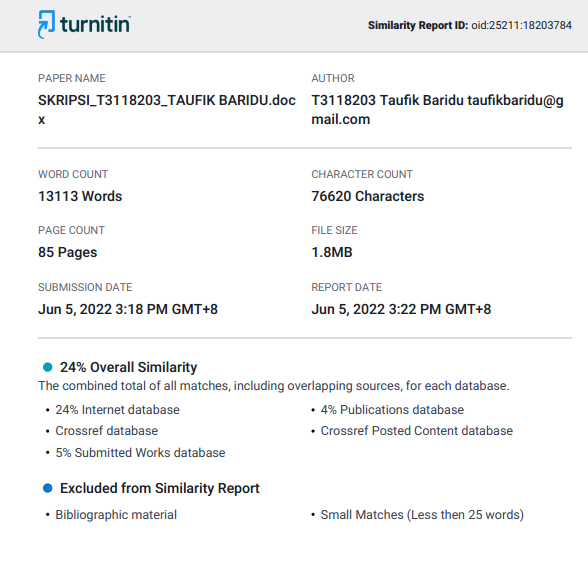 turnitin
Similarity Report ID: oid:25211:18203784
PAPER NAME
SKRIPSI_T3118203_TAUFIK BARIDU.doc
x
AUTHOR
T3118203 Taufik Baridu taufikbaridu@g
mail.com
WORD COUNT
13113 Words
CHARACTER COUNT
76620 Characters
PAGE COUNT
85 Pages
FILE SIZE
1.8MB
SUBMISSION DATE
Jun 5, 2022 3:18 PM GMT+8
REPORT DATE
Jun 5, 2022 3:22 PM GMT+8
24% Overall Similarity
The combined total of all matches, including overlapping sources, for each database.
• 24% Internet database
• 4% Publications database
• Crossref database
• Crossref Posted Content database
• 5% Submitted Works database
Excluded from Similarity Report
• Bibliographic material
• Small Matches (Less then 25 words)